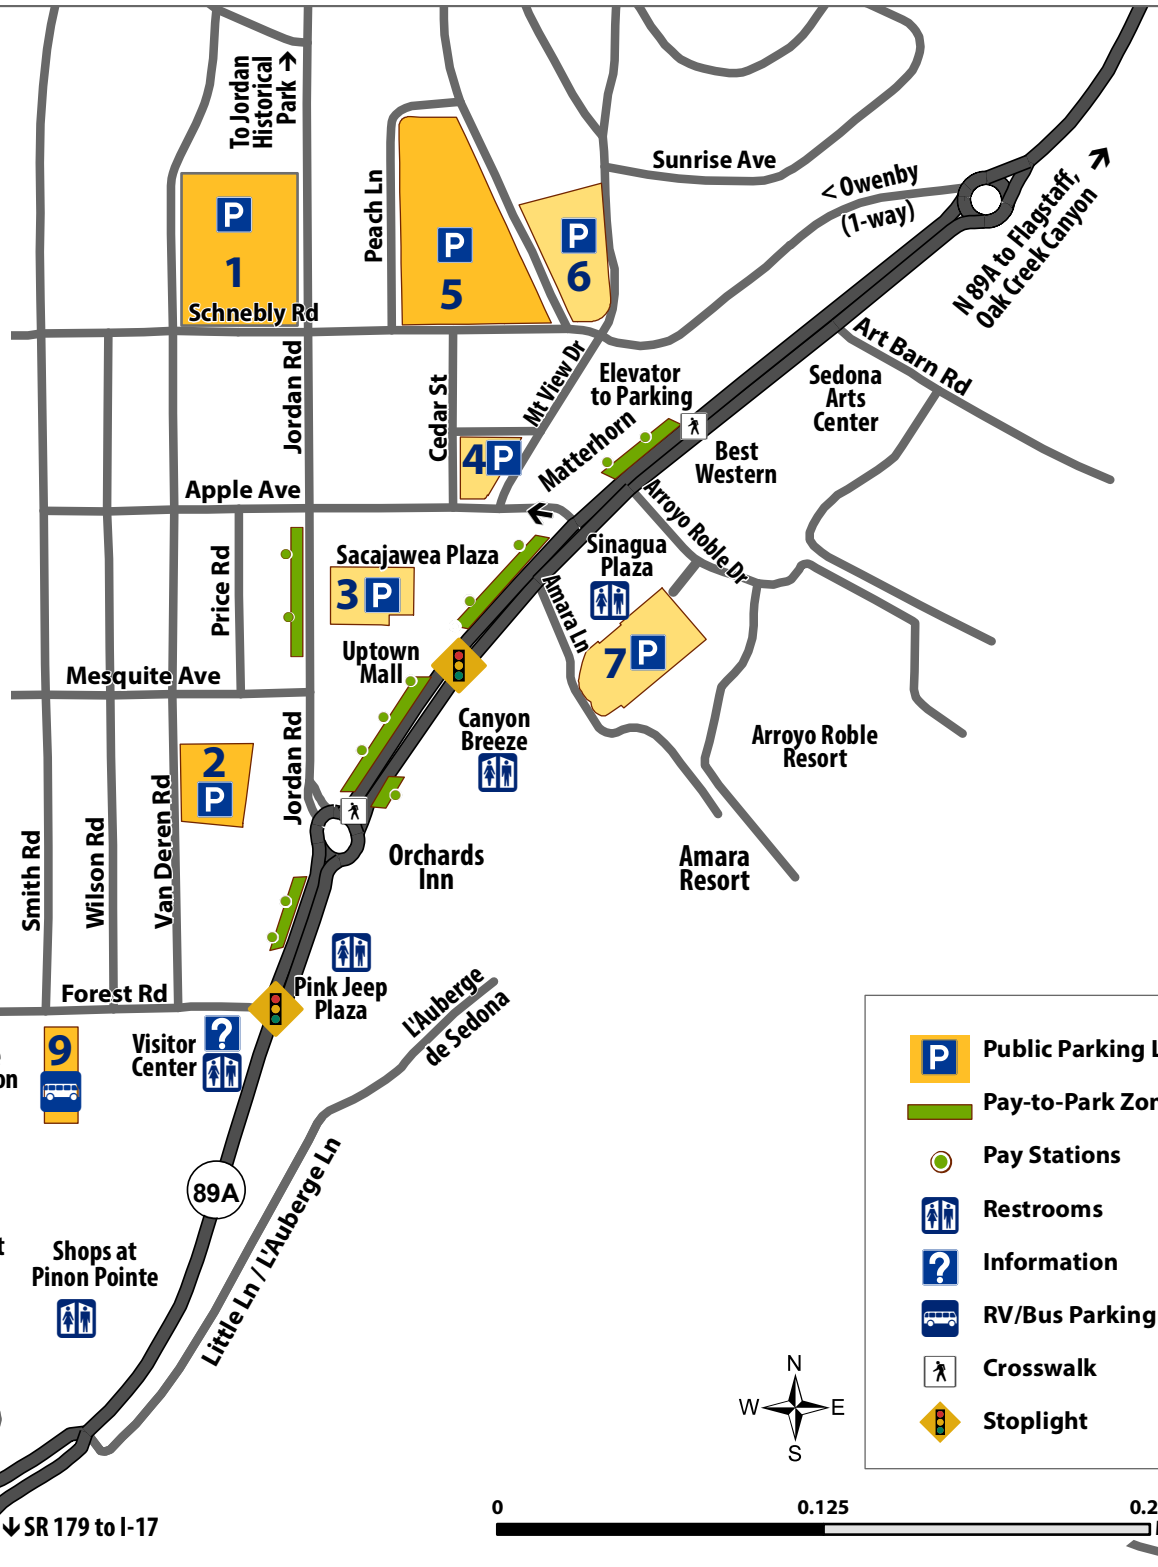 To Jordan
Historical
Park →
P
1
Schnebly Rd
Peach Ln
P
5
P
6
Sunrise Ave
< Owenby
(1-way)
N 89A to Flagstaff,
Oak Creek Canyon
Art Barn Rd
Jordan Rd
Cedar St
Mt View Dr
Elevator
to Parking
Matterhorn
Sedona
Arts
Center
Best
Western
4 P
Apple Ave
Arroyo Roble Dr
Price Rd
Sacajawea Plaza
3 P
Sinagua
Plaza
Amara Ln
7 P
Uptown
Mall
Mesquite Ave
Canyon
Breeze
Arroyo Roble
Resort
2
P
Jordan Rd
Smith Rd
Wilson Rd
Van Deren Rd
Orchards
Inn
Amara
Resort
Forest Rd
Pink Jeep
Plaza
L'Auberge
de Sedona
9
Visitor
Center
?
on
89A
Little Ln / L'Auberge Ln
t
Shops at
Pinon Pointe
↓ SR 179 to I-17
P Public Parking L
Pay-to-Park Zon
Pay Stations
Restrooms
? Information
RV/Bus Parking
Crosswalk
Stoplight
N
W E
S
0 0.125 0.2